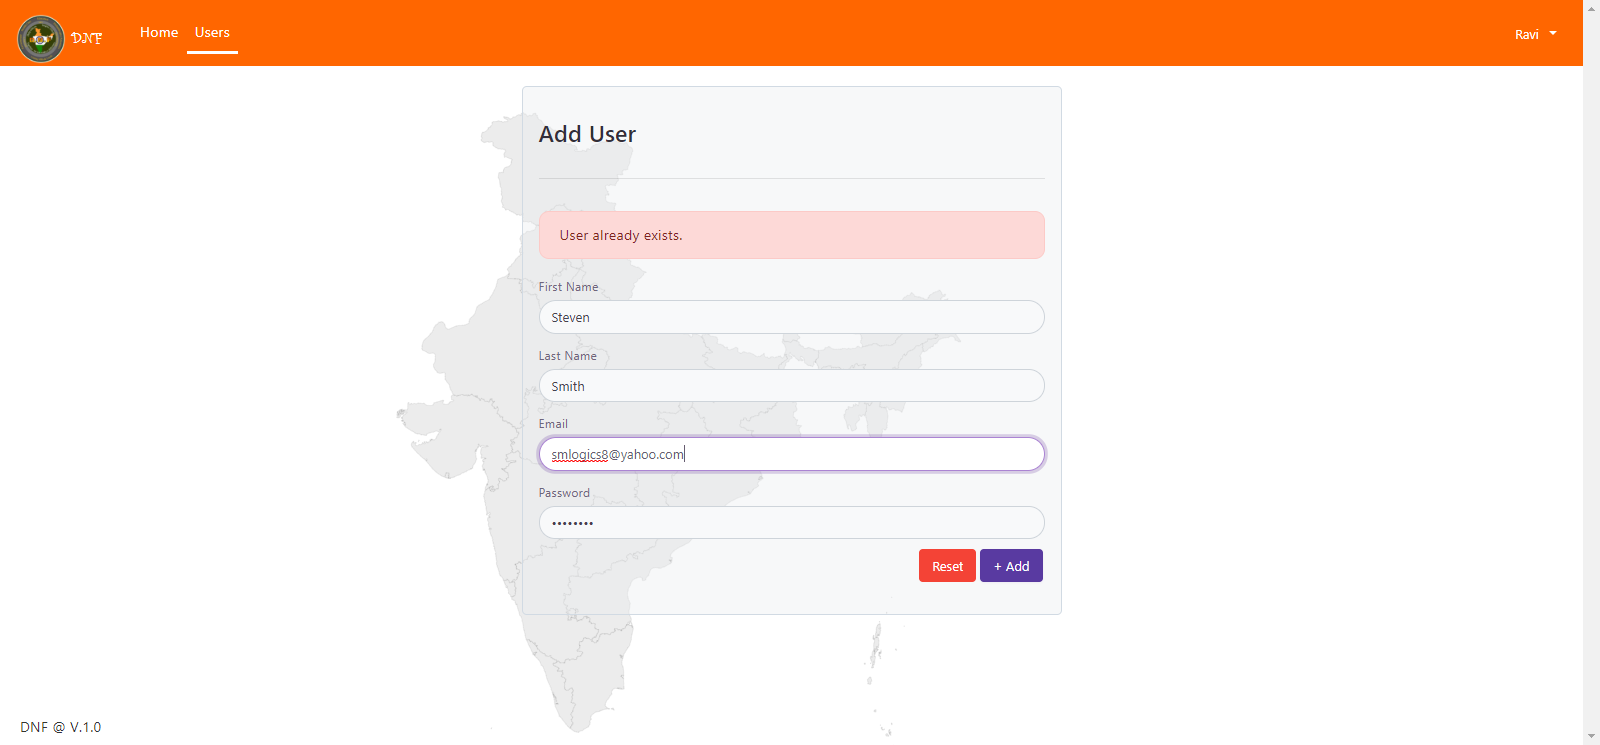 DNF
Home Users
Ravi
Add User
User already exists.
First Name
Steven
Last Name
Smith
Email
smlogics8@yahoo.com
Password
••••••••
Reset + Add
DNF @ V.1.0